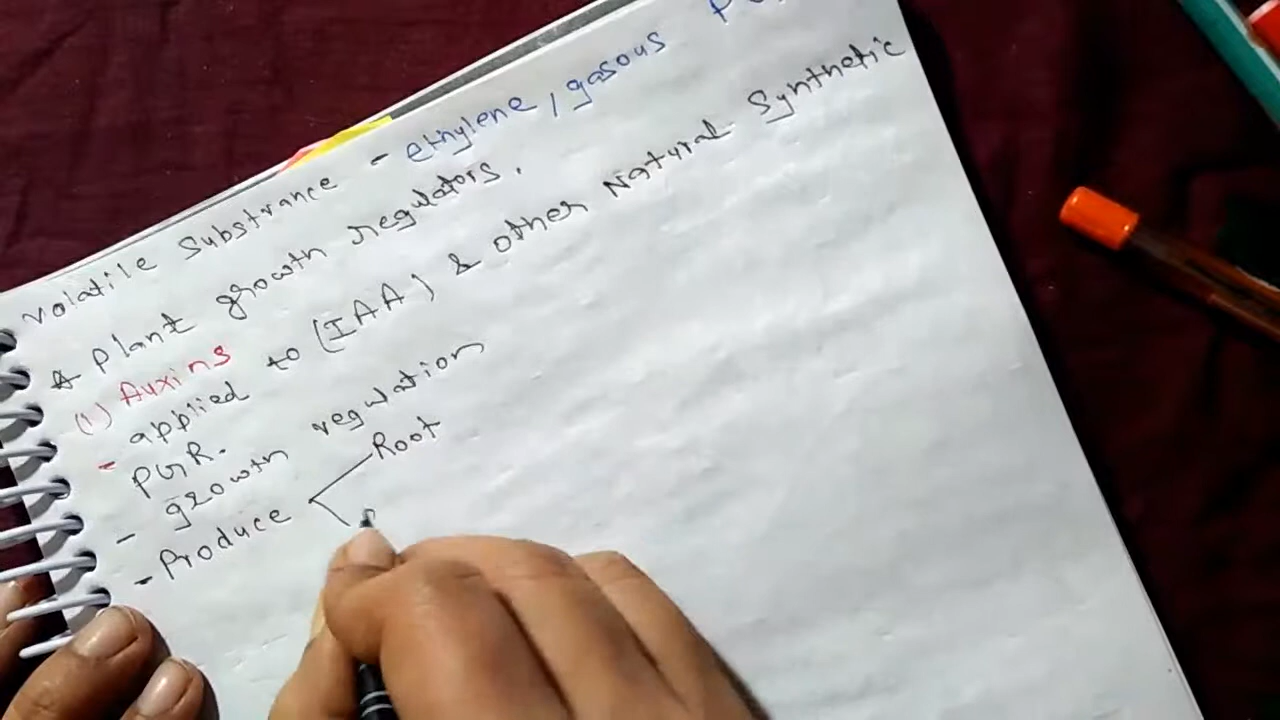 volatile Substrance - ethylene, gasous
Plant growth regulators.
(1) Auxins
- applied to (IAA) & other Natural Synthetic
PGR.
- growth regulation
- Produce Root